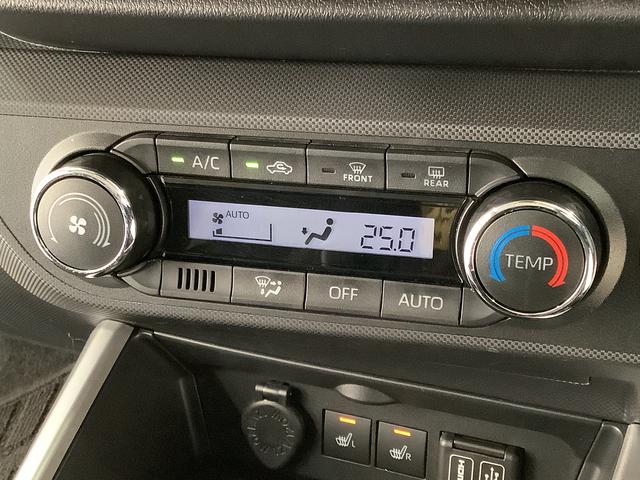 A/C
FRONT
REAR
AUTO
25.0
TEMP
OFF
AUTO
L
R